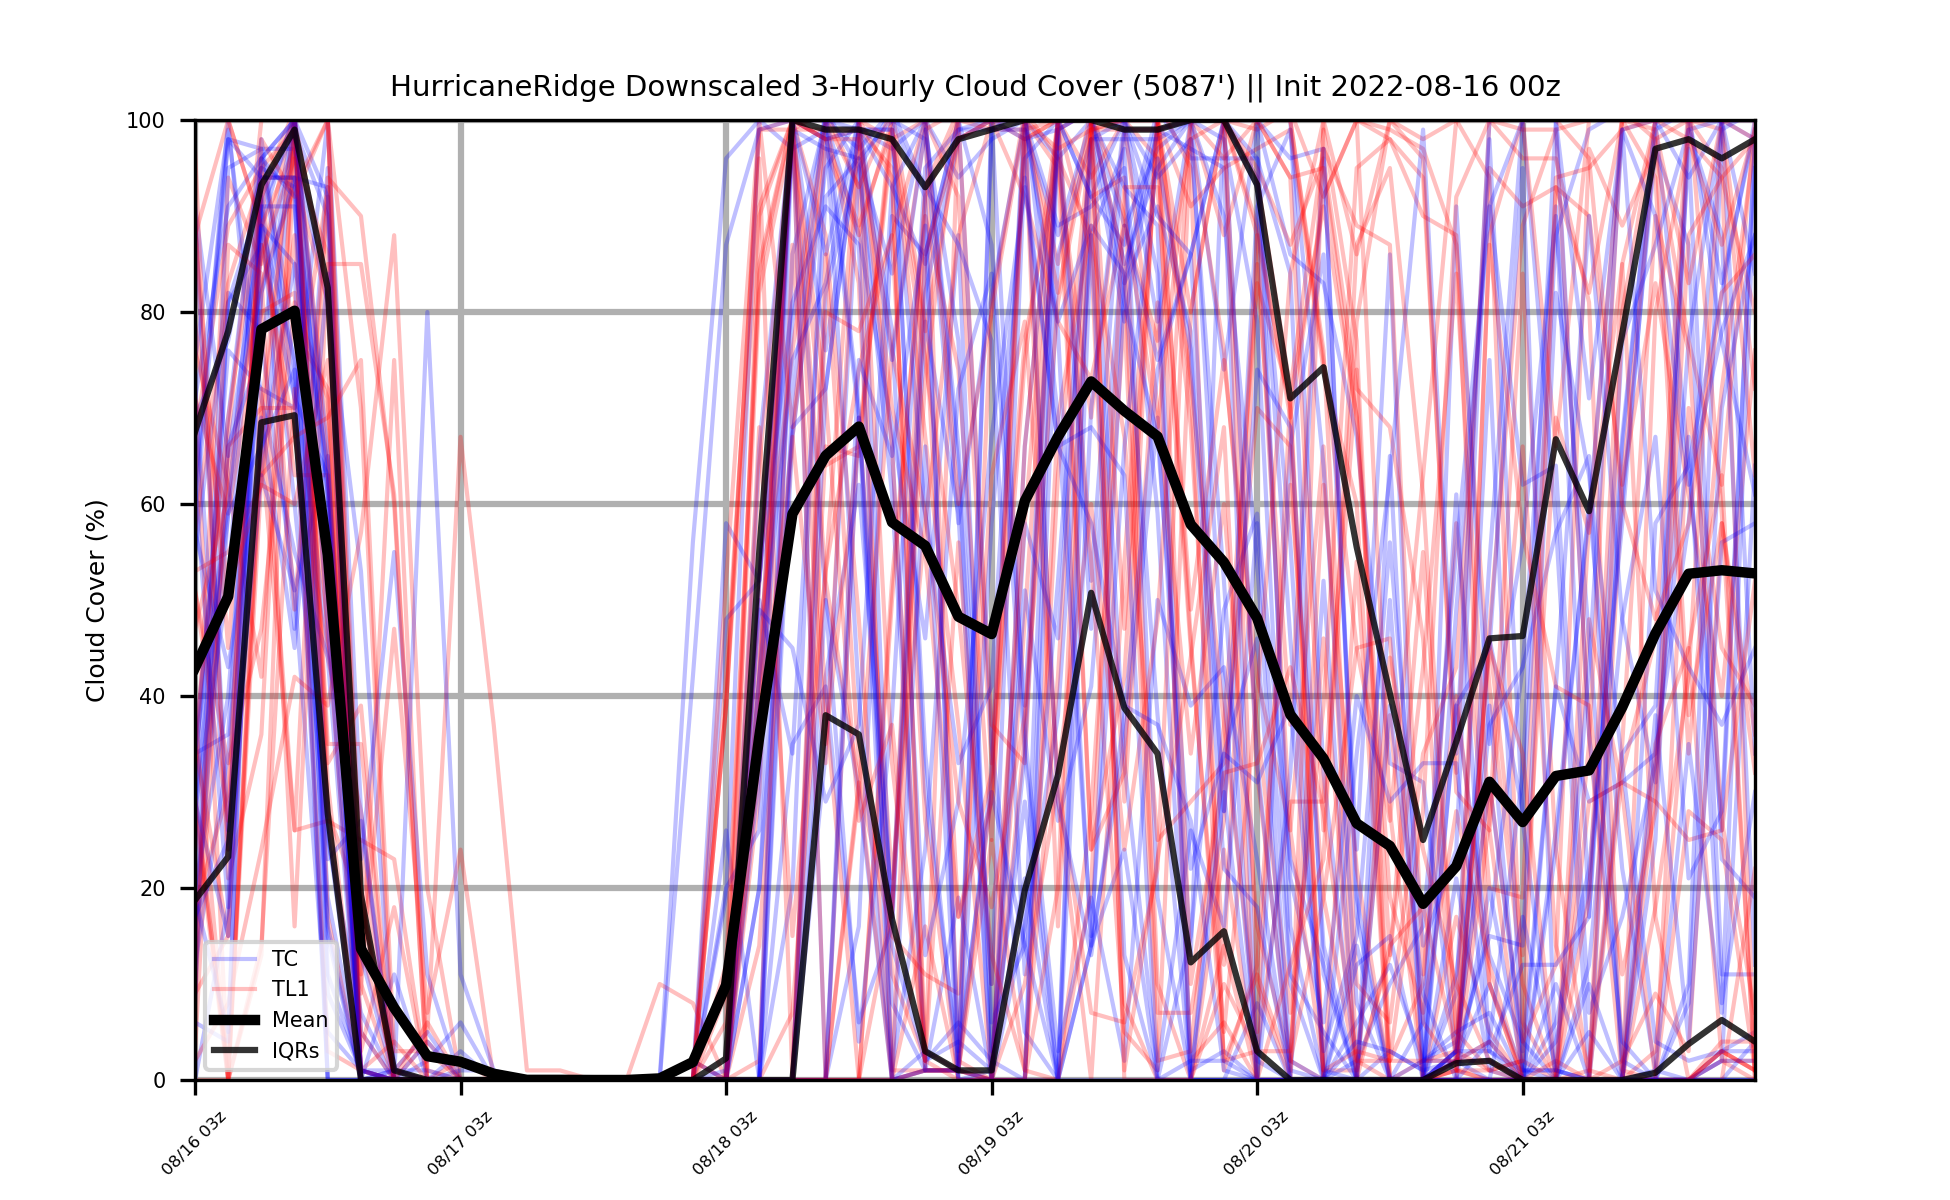 HurricaneRidge Downscaled 3-Hourly Cloud Cover (5087') || Init 2022-08-16 00z
Cloud Cover (%)
100
80
60
40
20
0
TC
TL1
Mean
IQRs
08/16 03z
08/17 03z
08/18 03z
08/19 03z
08/20 03z
08/21 03z